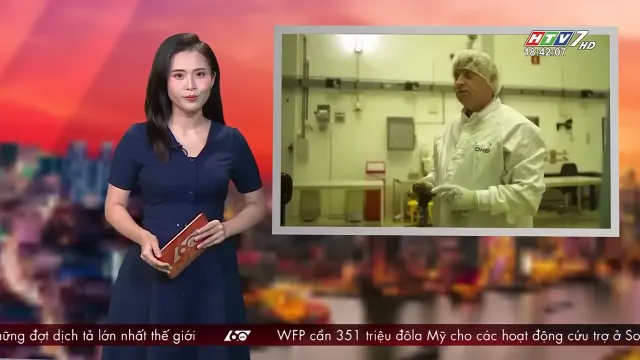 HTV7 HD
18:42:07
những đợt dịch tả lớn nhất thế giới 60 WFP cần 351 triệu đôla Mỹ cho các hoạt động cứu trợ ở